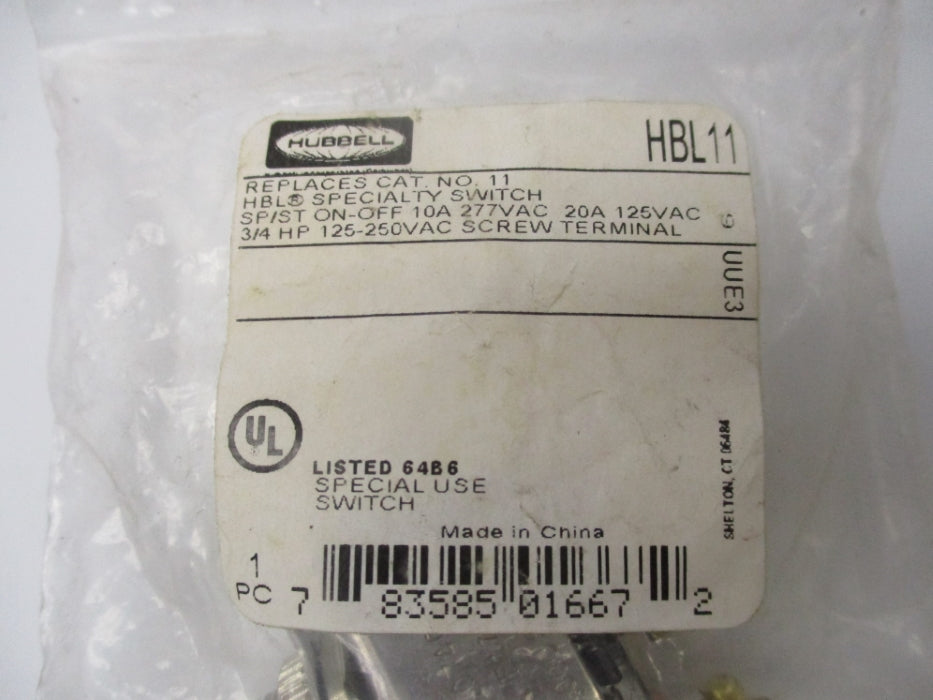 HUBBELL
HBL11
REPLACES CAT. NO. 11
HBL® SPECIALTY SWITCH
SP/ST ON-OFF 10A 277VAC 20A 125VAC
3/4 HP 125-250VAC SCREW TERMINAL
UUE3
UL
LISTED 64B6
SPECIAL USE
SWITCH
SHELTON, CT 06484
Made in China
1
PC
7 83585 01667 2